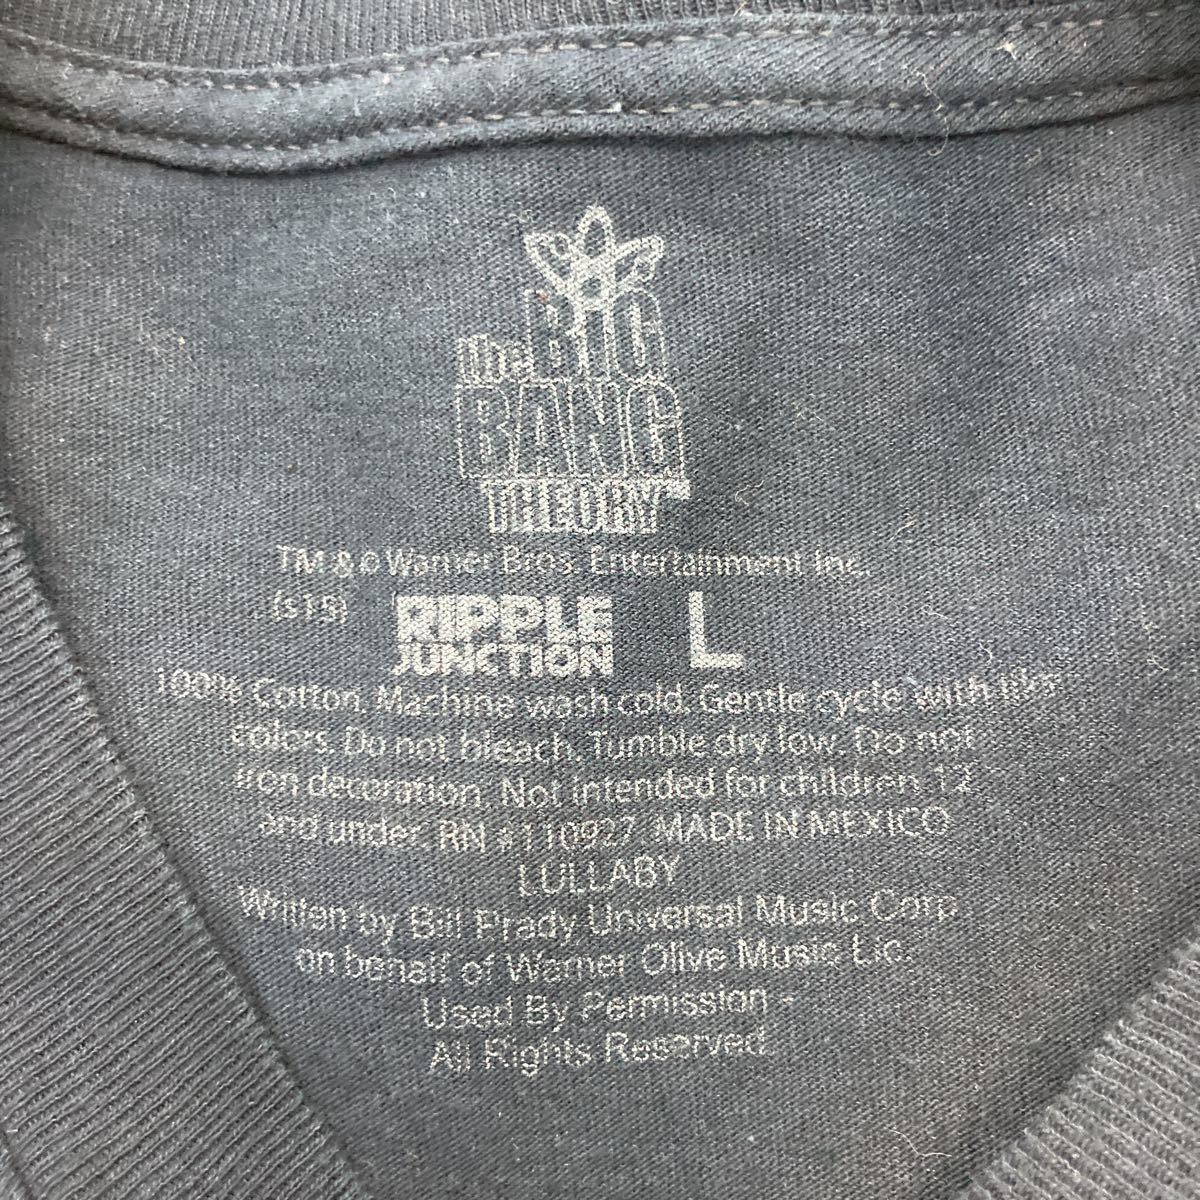 the BIG
BANG
THEORY™
TM & © Warner Bros. Entertainment Inc.
(s15) RIPPLE JUNCTION L
100% Cotton. Machine wash cold. Gentle cycle with like
colors. Do not bleach. Tumble dry low. Do not
iron decoration. Not intended for children 12
and under. RN #110927. MADE IN MEXICO
LULLABY
Written by Bill Prady, Universal Music Corp
on behalf of Warner Olive Music Llc.
Used By Permission -
All Rights Reserved.